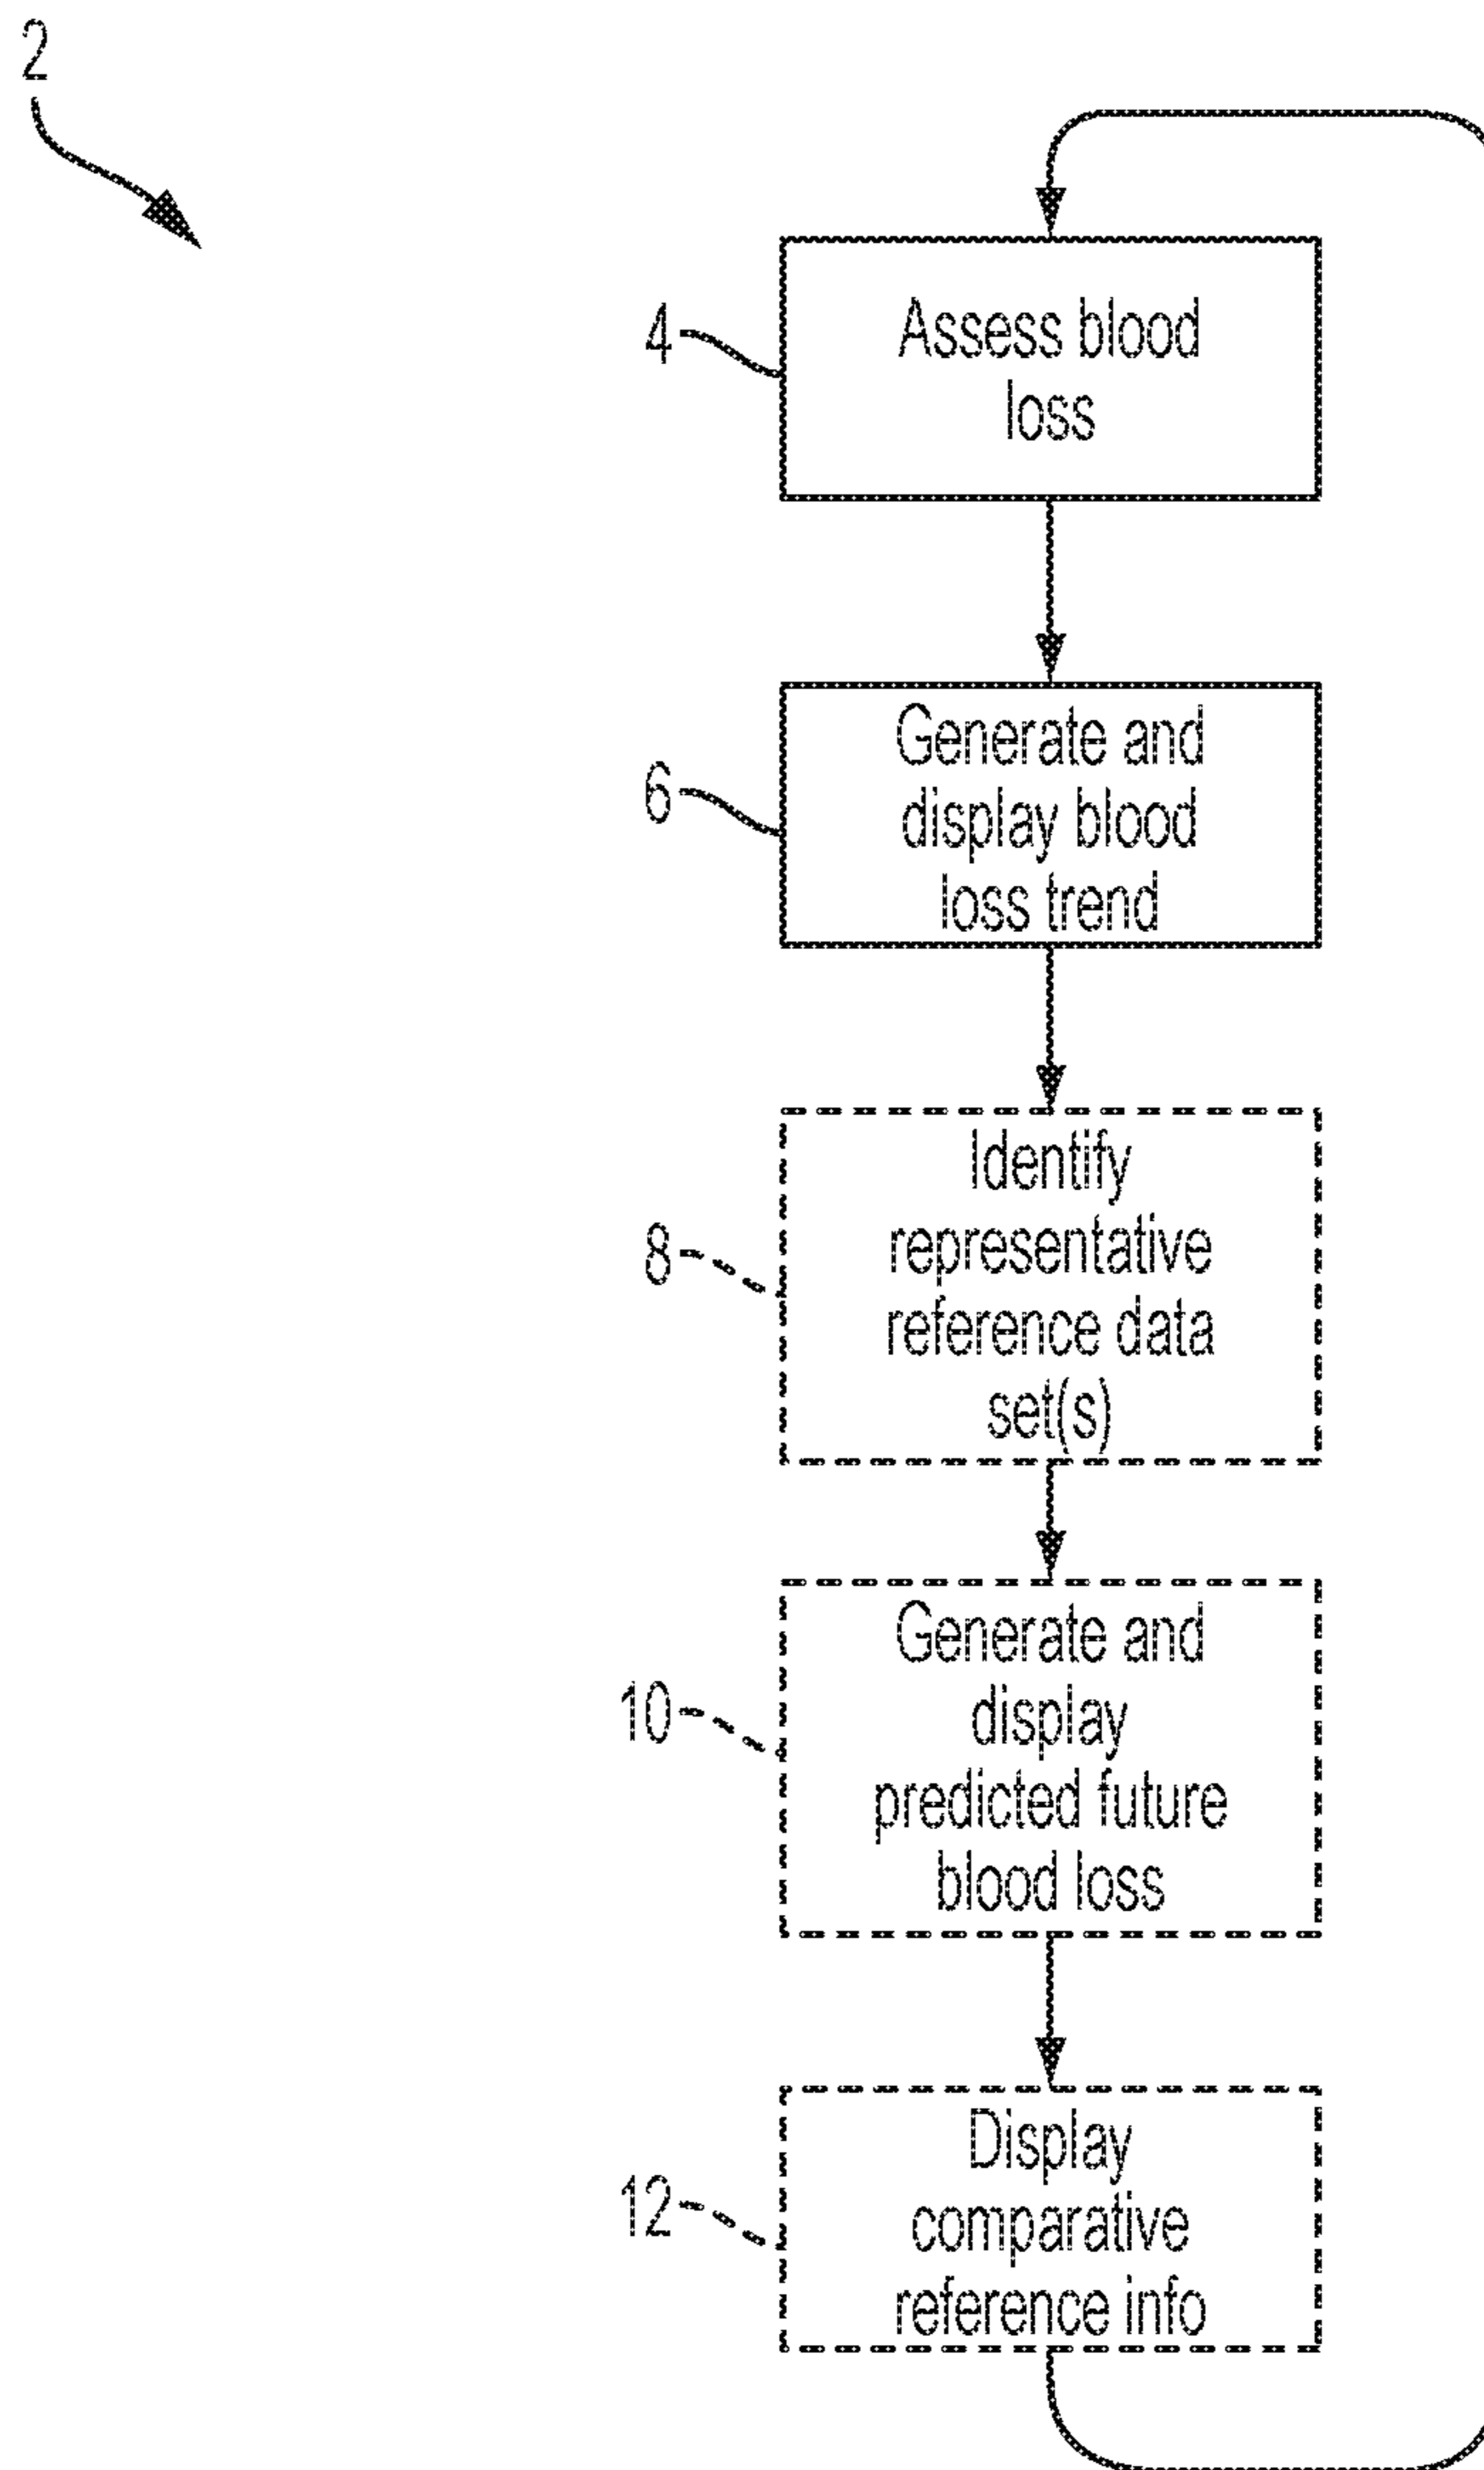 2
4
Assess blood
loss
6
Generate and
display blood
loss trend
8
Identify
representative
reference data
set(s)
10
Generate and
display
predicted future
blood loss
12
Display
comparative
reference info